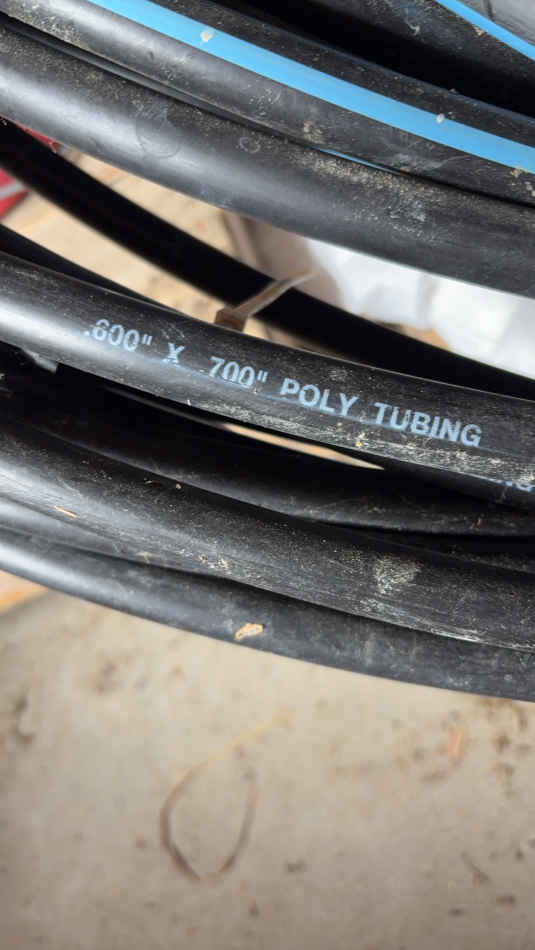 .600" X .700" POLY TUBING